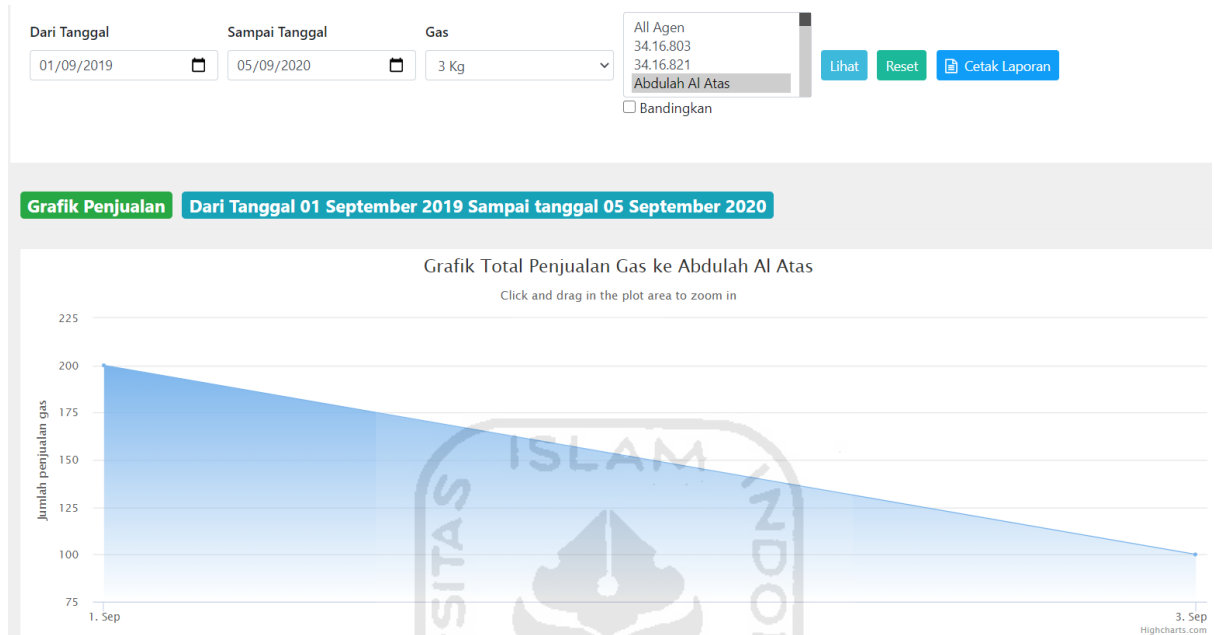 Dari Tanggal
Sampai Tanggal
Gas
01/09/2019
05/09/2020
3 Kg
All Agen
34.16.803
34.16.821
Abdulah Al Atas
Bandingkan
Lihat
Reset
Cetak Laporan
Grafik Penjualan
Dari Tanggal 01 September 2019 Sampai tanggal 05 September 2020
Grafik Total Penjualan Gas ke Abdulah Al Atas
Click and drag in the plot area to zoom in
Jumlah penjualan gas
225
200
175
150
125
100
75
1. Sep
3. Sep
Highcharts.com
SITAS
ISLAM
INDO